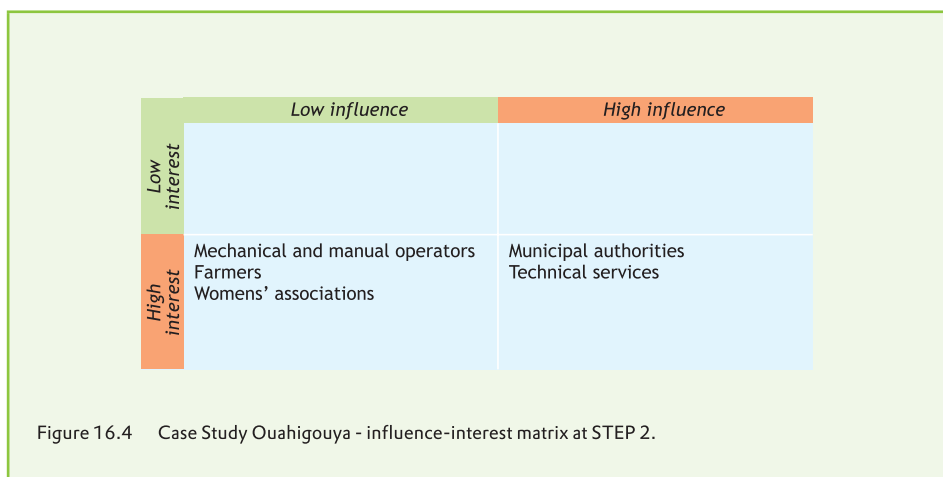 Low influence
High influence
Low
interest
High
interest
Mechanical and manual operators
Farmers
Womens’ associations
Municipal authorities
Technical services
Figure 16.4 Case Study Ouahigouya - influence-interest matrix at STEP 2.